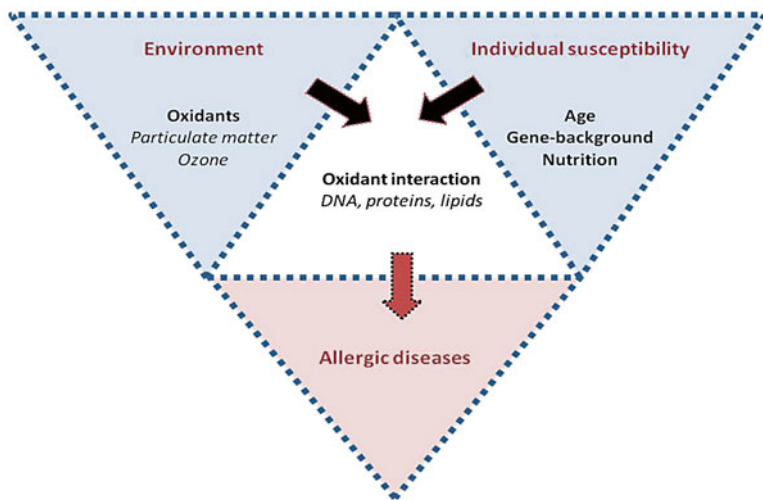 Environment
Individual susceptibility
Oxidants
Particulate matter
Ozone
Age
Gene-background
Nutrition
Oxidant interaction
DNA, proteins, lipids
Allergic diseases